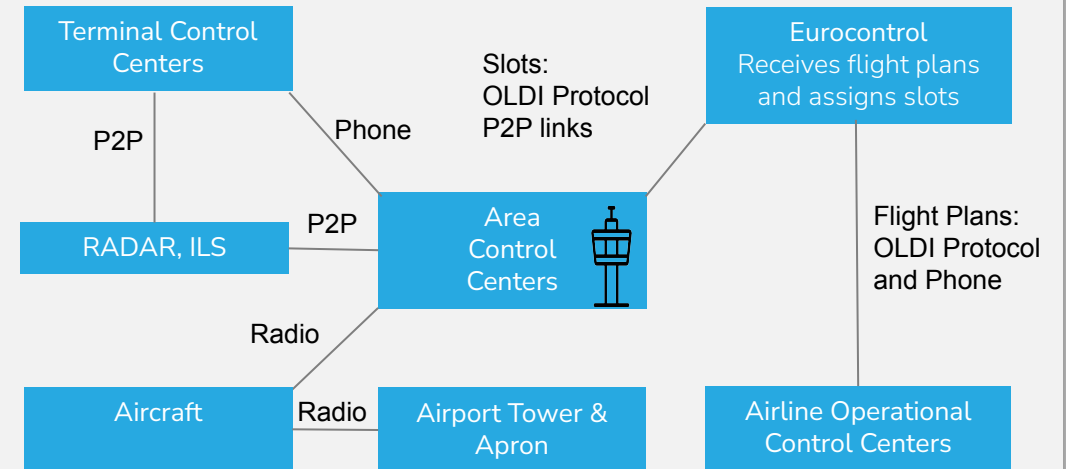 Terminal Control
Centers
Eurocontrol
Receives flight plans
and assigns slots
Slots:
OLDI Protocol
P2P links
P2P
Phone
RADAR, ILS
P2P
Area
Control
Centers
Flight Plans:
OLDI Protocol
and Phone
Radio
Aircraft
Radio
Airport Tower &
Apron
Airline Operational
Control Centers